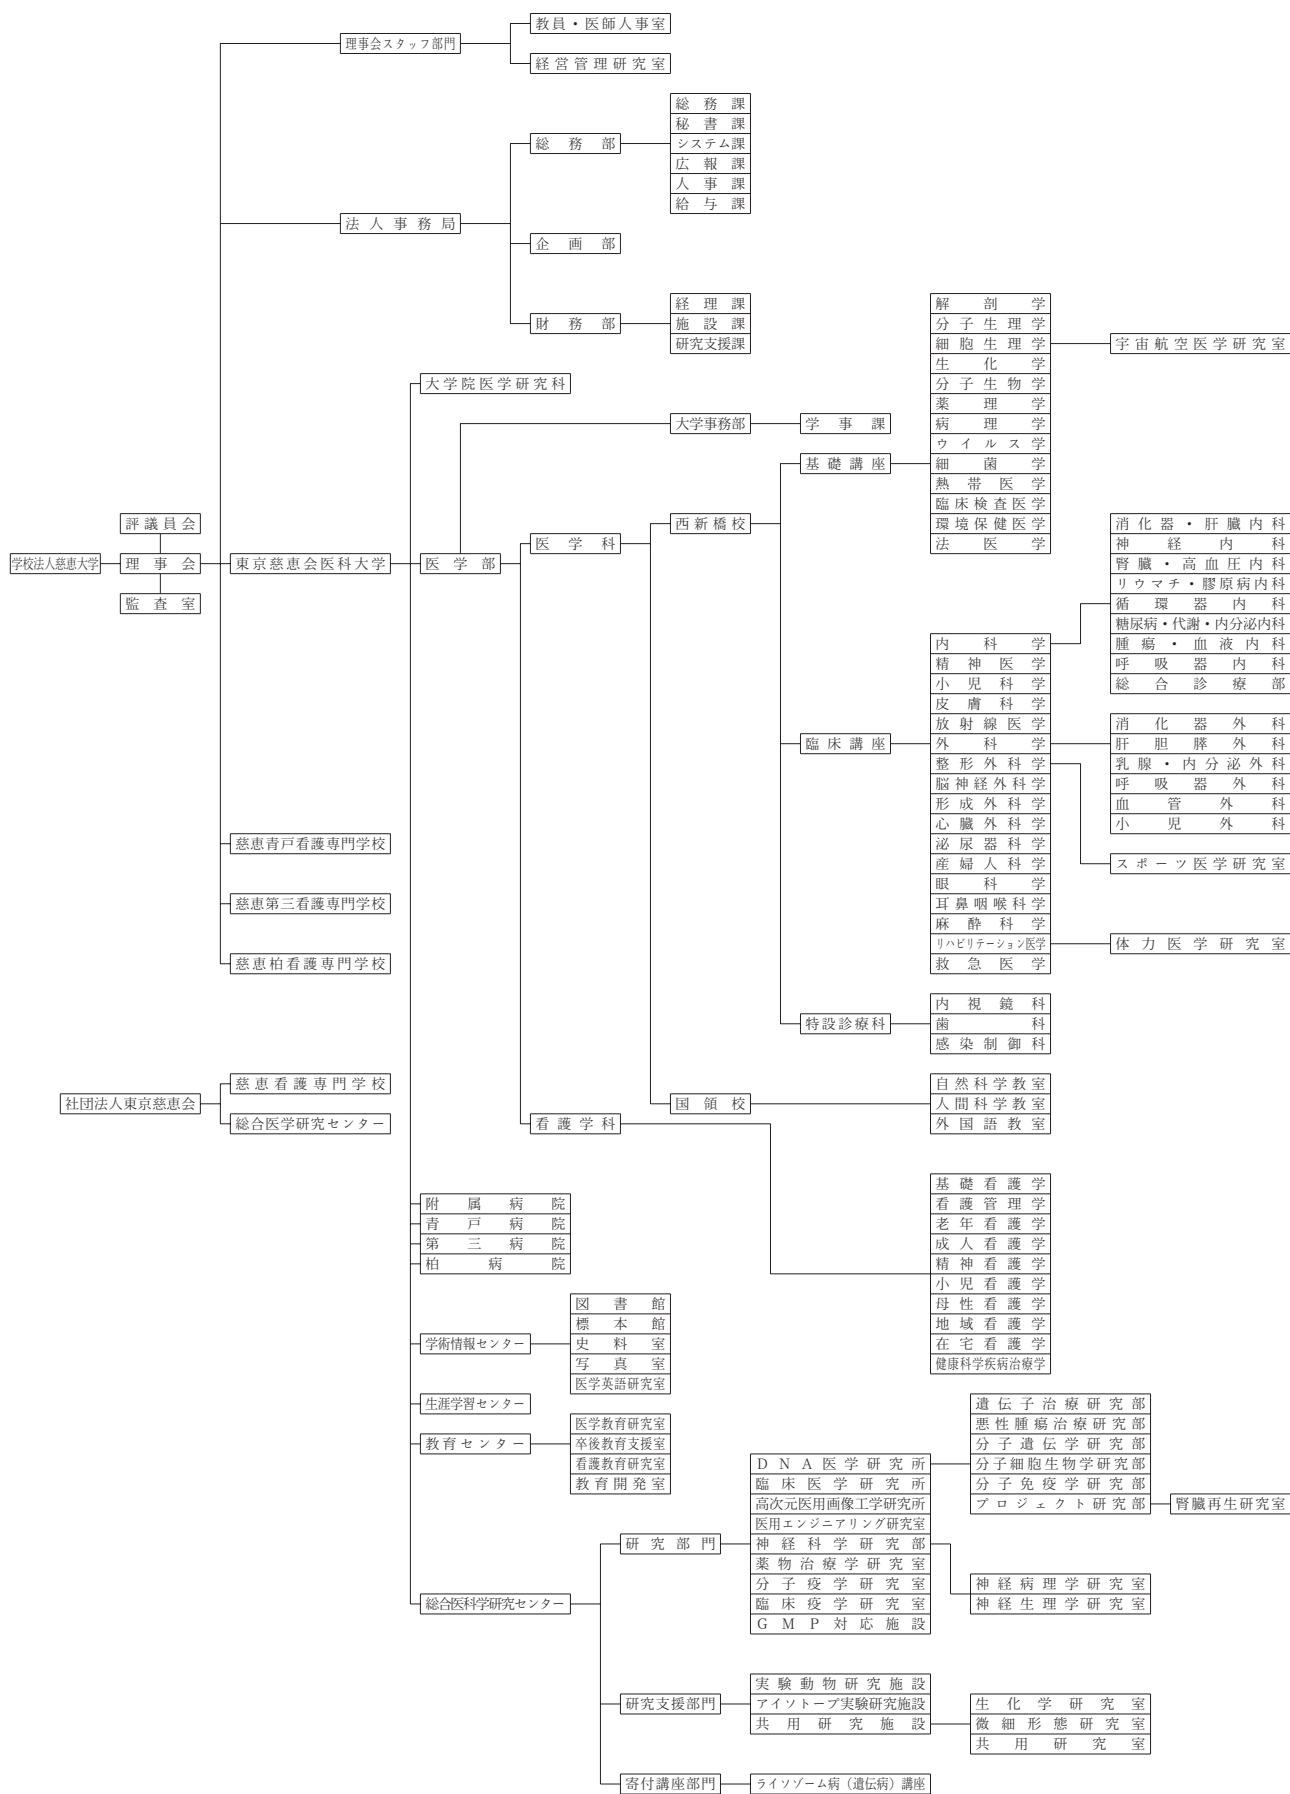 教員・医師人事室
理事会スタッフ部門
経営管理研究室
総務課
秘書課
総務部
システム課
広報課
人事課
給与課
法人事務局
企画部
経理課
財務部
施設課
研究支援課
解剖学
分子生理学
細胞生理学
宇宙航空医学研究室
生化学
分子生物学
薬理学
病理学
ウイルス学
細菌学
熱帯医学
臨床検査医学
環境保健医学
法医学
大学院医学研究科
大学事務部
学事課
基礎講座
西新橋校
医学科
評議員会
学校法人慈恵大学
理事会
東京慈恵会医科大学
医学部
監査室
消化器・肝臓内科
神経内科
腎臓・高血圧内科
リウマチ・膠原病内科
循環器内科
糖尿病・代謝・内分泌内科
腫瘍・血液内科
呼吸器内科
総合診療部
内科学
精神医学
小児科学
皮膚科学
放射線医学
臨床講座
外科学
整形外科学
脳神経外科学
形成外科学
心臓外科学
泌尿器科学
産婦人科学
眼科学
耳鼻咽喉科学
麻酔科学
リハビリテーション医学
救急医学
消化器外科
肝胆膵外科
乳腺・内分泌外科
呼吸器外科
血管外科
小児外科
スポーツ医学研究室
体力医学研究室
慈恵青戸看護専門学校
慈恵第三看護専門学校
慈恵柏看護専門学校
内視鏡科
特設診療科
歯科
感染制御科
慈恵看護専門学校
社団法人東京慈恵会
総合医学研究センター
自然科学教室
国領校
人間科学教室
外国語教室
看護学科
基礎看護学
看護管理学
老年看護学
成人看護学
精神看護学
小児看護学
母性看護学
地域看護学
在宅看護学
健康科学疾病治療学
附属病院
青戸病院
第三病院
柏病院
図書館
標本館
学術情報センター
史料室
写真室
医学英語研究室
生涯学習センター
医学教育研究室
教育センター
卒後教育支援室
看護教育研究室
教育開発室
遺伝子治療研究部
悪性腫瘍治療研究部
分子遺伝学研究部
分子細胞生物学研究部
分子免疫学研究部
プロジェクト研究部
腎臓再生研究室
DNA医学研究所
臨床医学研究所
高次元医用画像工学研究所
医用エンジニアリング研究室
研究部門
神経科学研究部
薬物治療学研究室
分子疫学研究室
臨床疫学研究室
GMP対応施設
神経病理学研究室
神経生理学研究室
総合医科学研究センター
実験動物研究施設
研究支援部門
アイソトープ実験研究施設
共用研究施設
生化学研究室
微細形態研究室
共用研究室
寄付講座部門
ライソゾーム病（遺伝病）講座